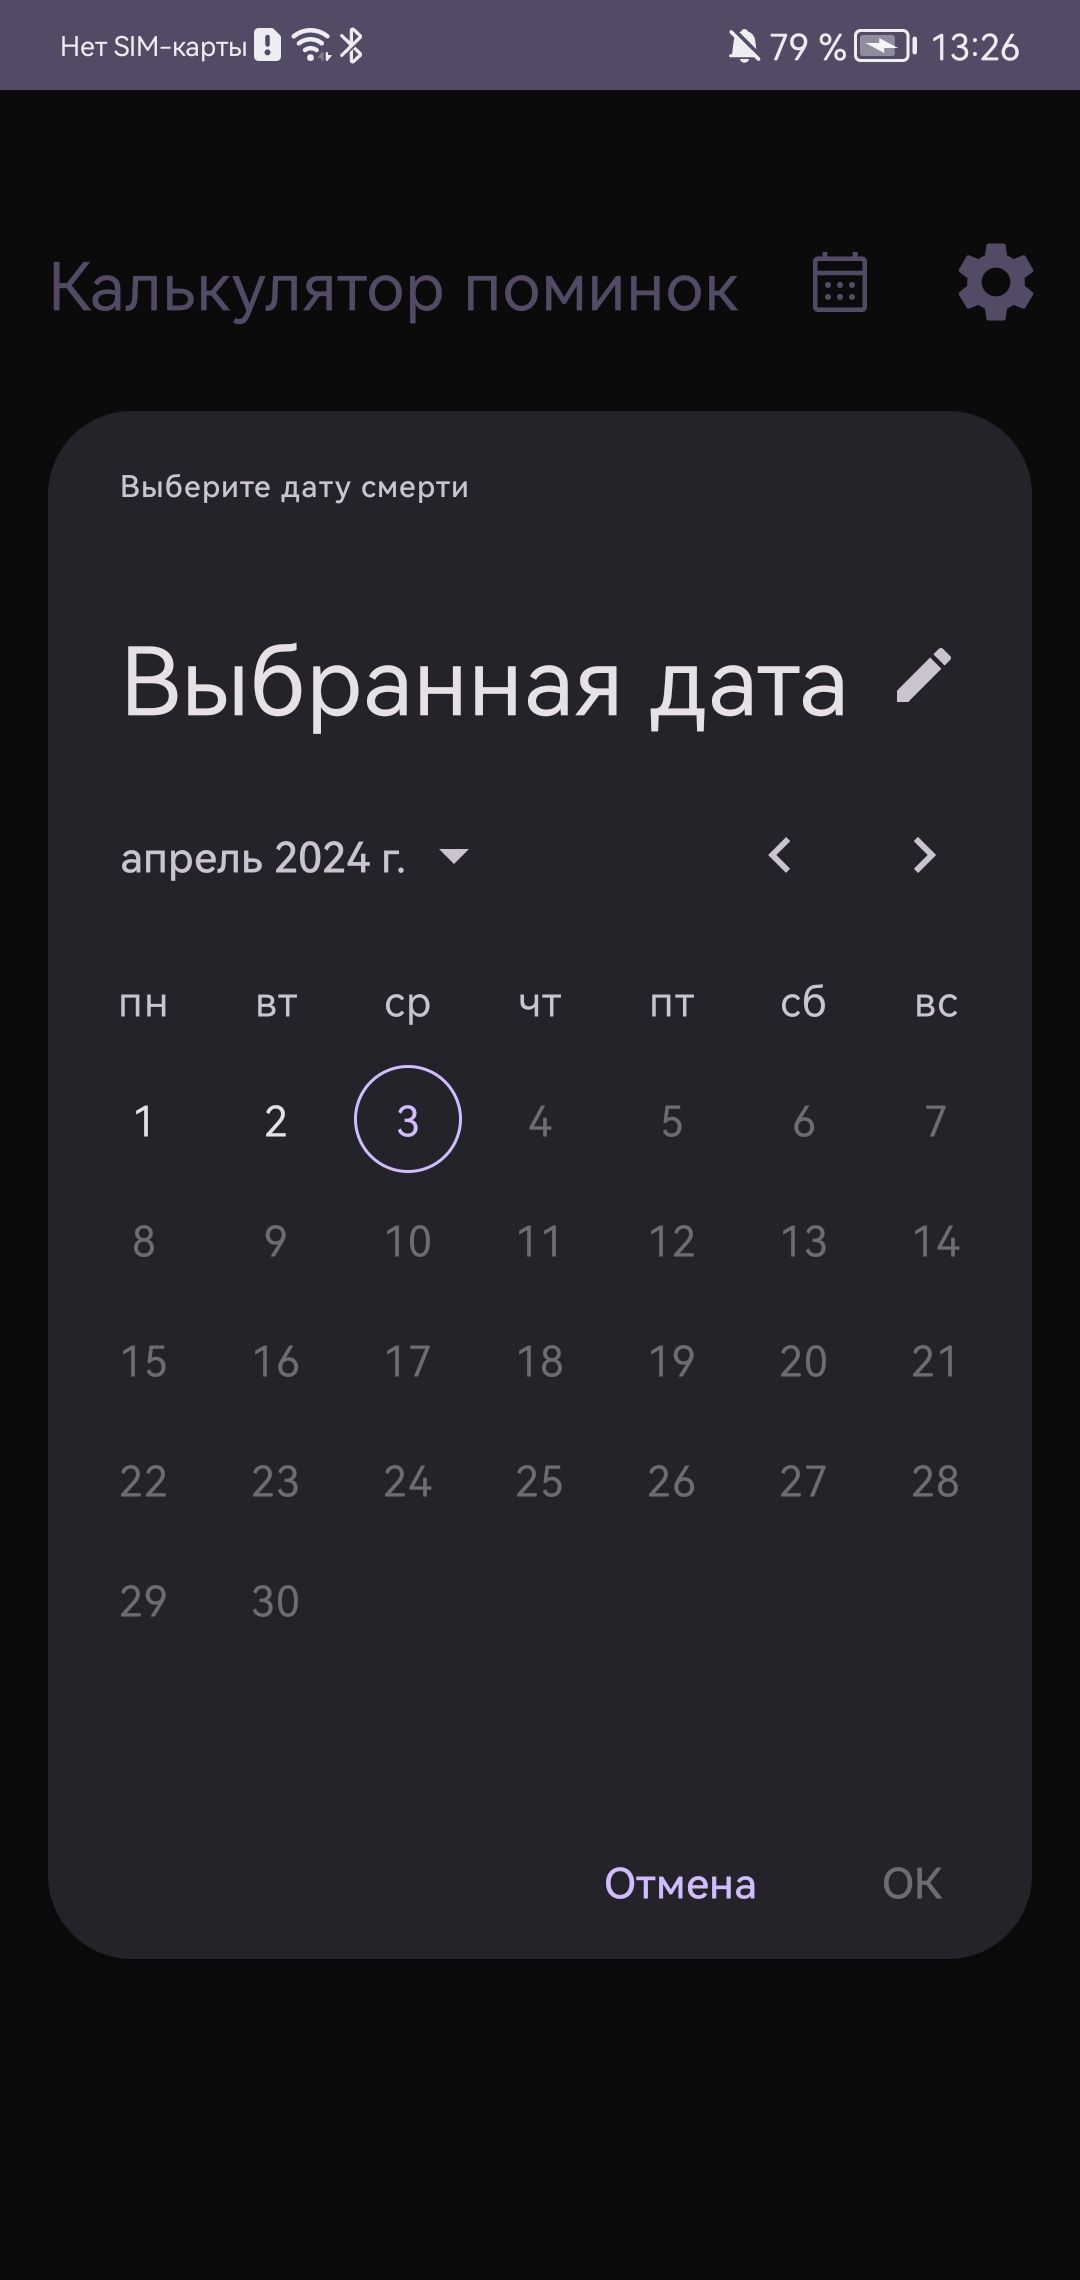 Нет SIM-карты 79 % 13:26
Калькулятор поминок
Выберите дату смерти
Выбранная дата
апрель 2024 г.
пн вт ср чт пт сб вс
1 2 3 4 5 6 7
8 9 10 11 12 13 14
15 16 17 18 19 20 21
22 23 24 25 26 27 28
29 30
Отмена ОК